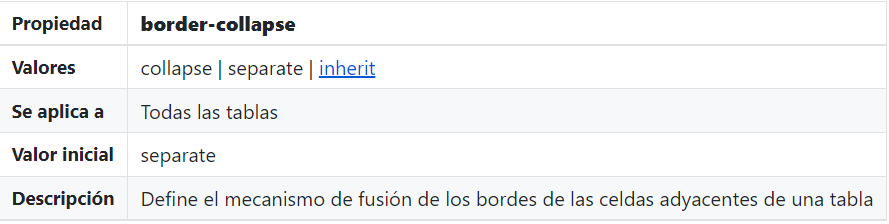 Propiedad border-collapse
Valores collapse | separate | inherit
Se aplica a Todas las tablas
Valor inicial separate
Descripción Define el mecanismo de fusión de los bordes de las celdas adyacentes de una tabla